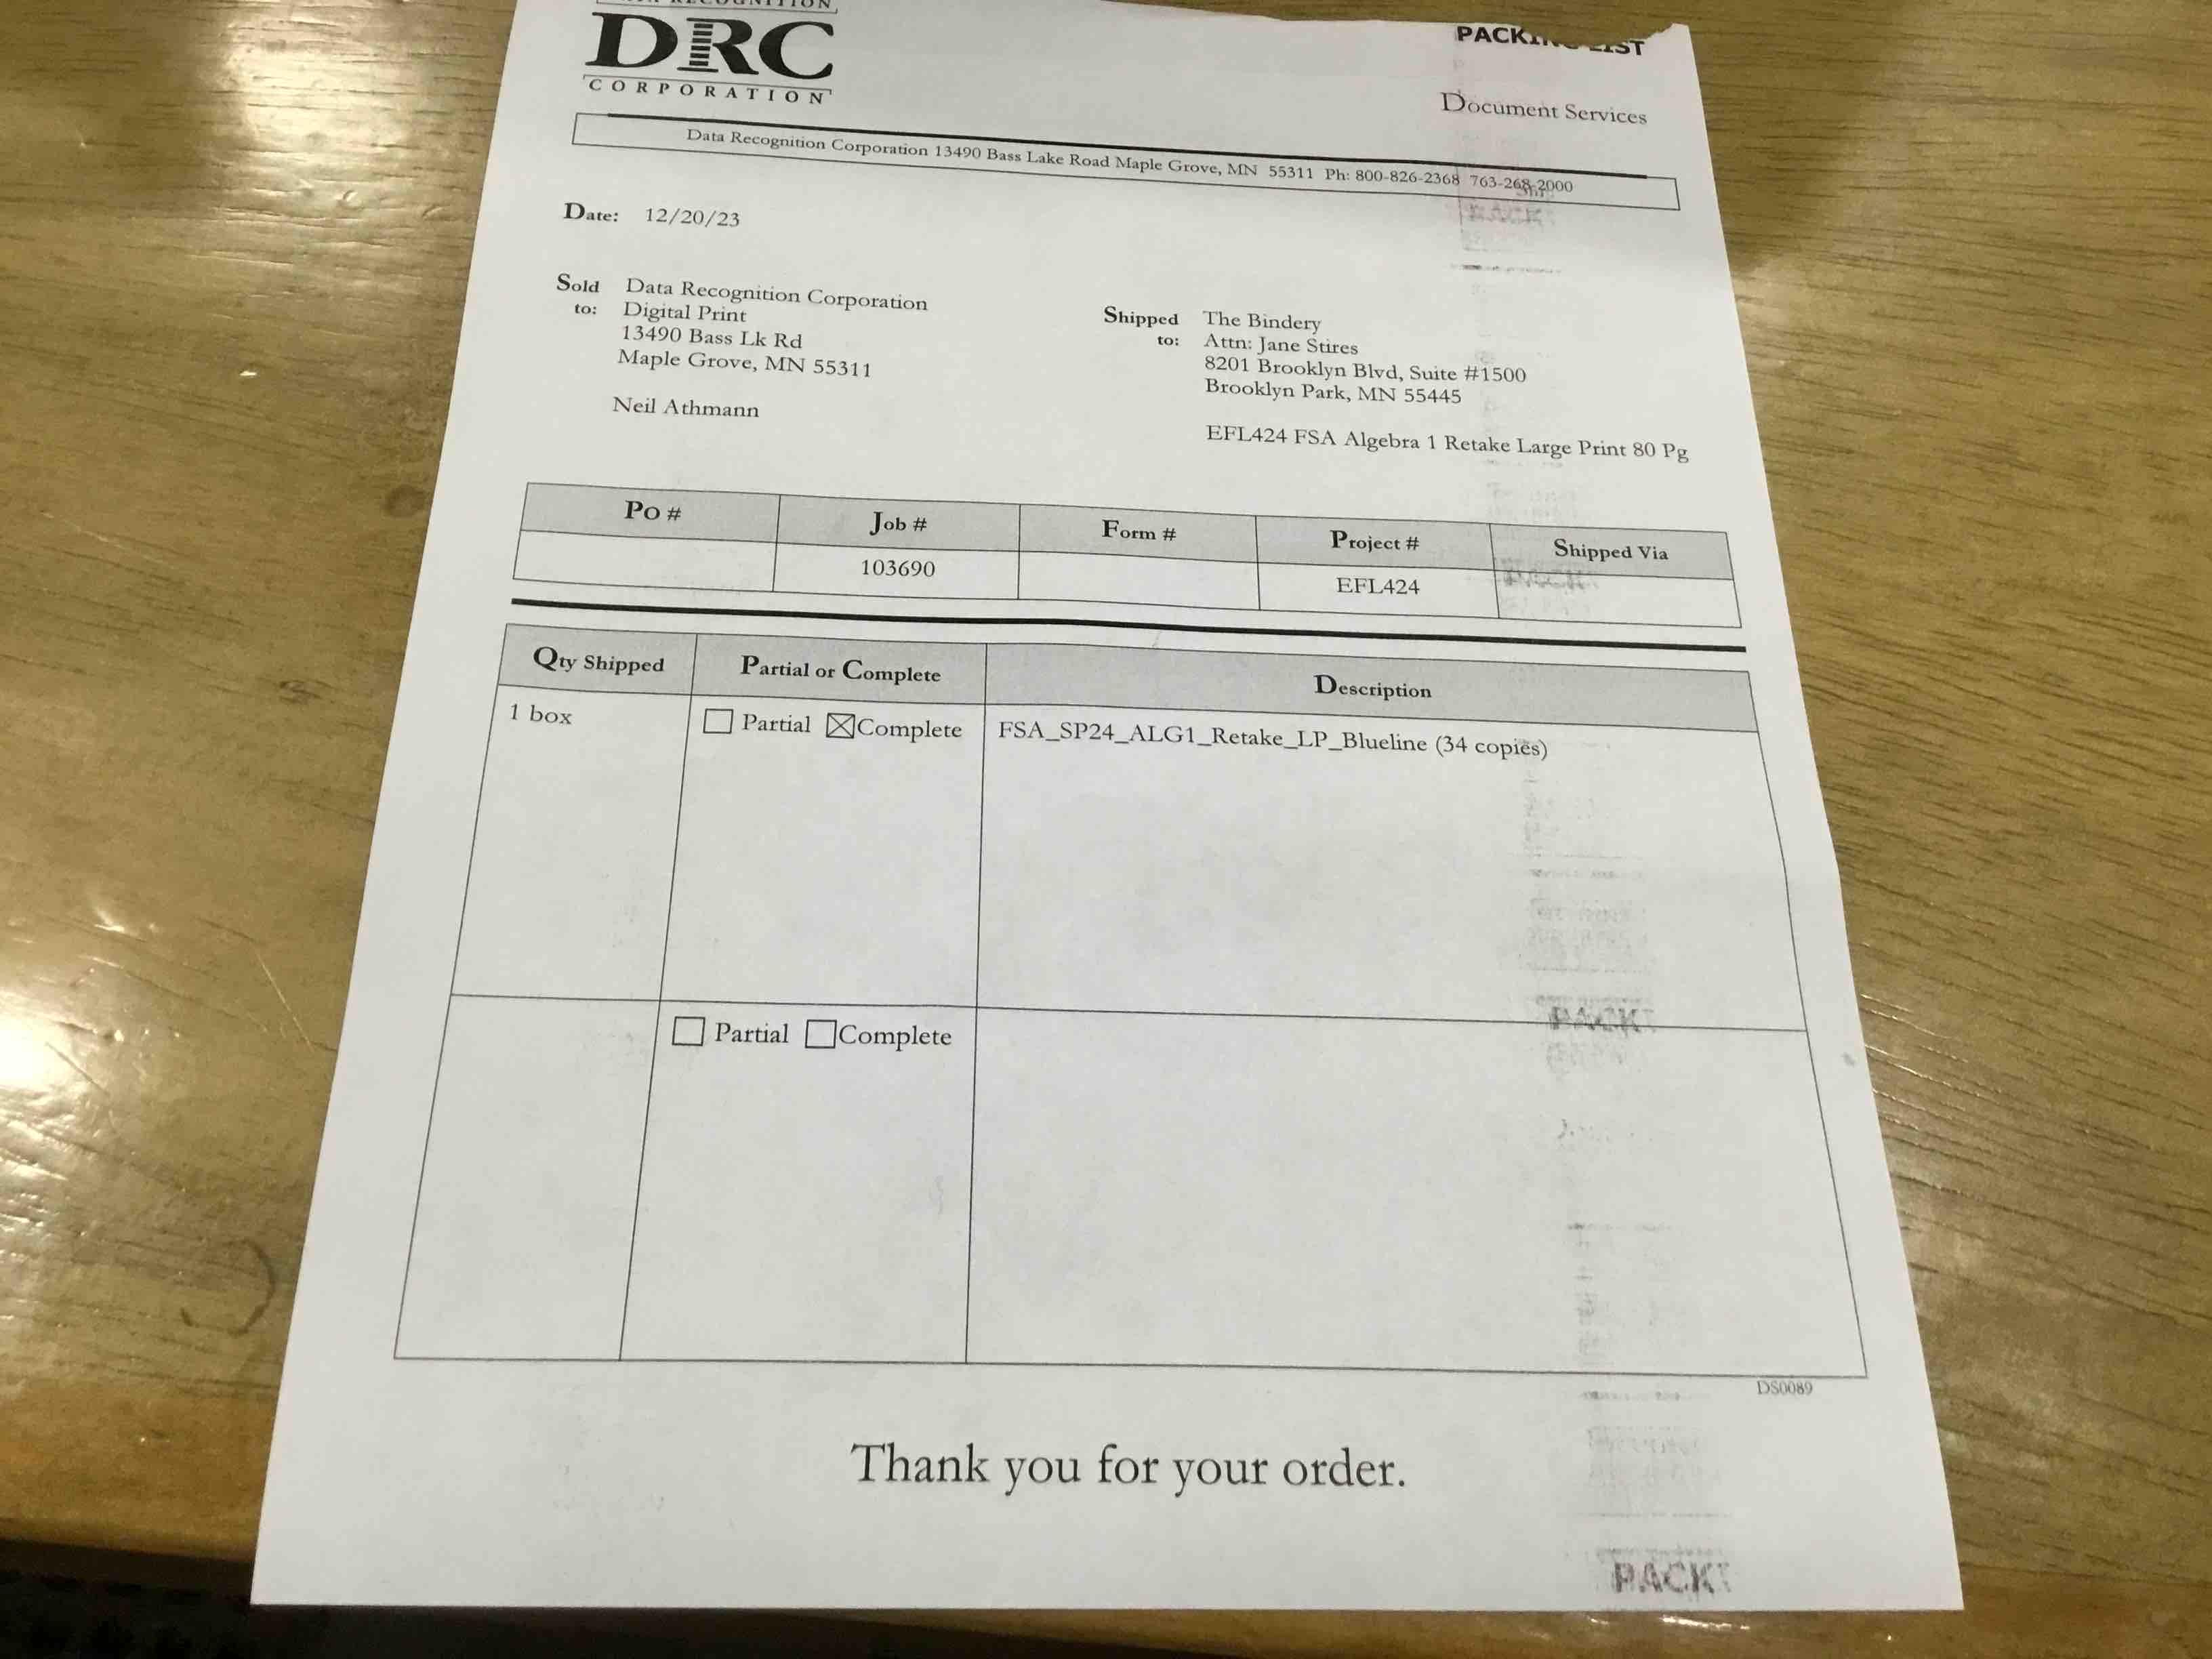 DRC
CORPORATION
LIST
Document Services
Data Recognition Corporation 13490 Bass Lake Road Maple Grove, MN 55311 Ph: 800-826-2368 763-268-2000
Date: 12/20/23
Sold to:
Data Recognition Corporation
Digital Print
13490 Bass Lk Rd
Maple Grove, MN 55311
Neil Athmann
Shipped to:
The Bindery
Attn: Jane Stires
8201 Brooklyn Blvd, Suite #1500
Brooklyn Park, MN 55445
EFL424 FSA Algebra 1 Retake Large Print 80 Pg
Po # Job # Form # Project # Shipped Via
103690 EFL424
Qty Shipped Partial or Complete Description
1 box Partial Complete FSA_SP24_ALG1_Retake_LP_Blueline (34 copies)
Partial Complete
DS0089
Thank you for your order.
PACK